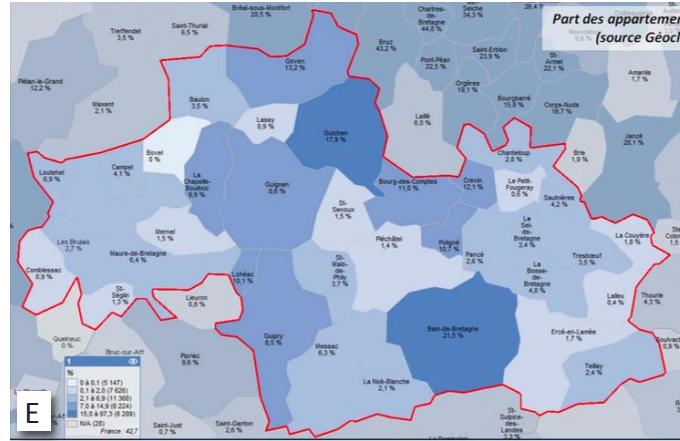 Bréal-sous-Montfort
20,5 %
Part des appartemen
(source Géocl
Treffendel
3,5 %
Saint-Thurial
6,5 %
Goven
13,2 %
Bruz
43,2 %
Chartres-
de-
Bretagne
44,8 %
Saint-Erblon
23,9 %
Pont-Péan
22,5 %
St-
Armel
22,1 %
Plélan-le-Grand
12,2 %
Orgères
19,1 %
Amanlis
1,7 %
Maxent
2,1 %
Baulon
3,5 %
Bourgbarré
15,8 %
Corps-Nuds
16,7 %
Lassy
0,9 %
Guichen
17,9 %
Laillé
6,0 %
Janzé
28,1 %
Bovel
0 %
Chanteloup
2,8 %
Brie
1,9 %
Loutehel
6,9 %
Campel
4,1 %
La
Chapelle-
Bouëxic
9,9 %
Guignen
8,6 %
Bourg-des-Comptes
11,0 %
Crevin
12,1 %
Le Petit-
Fougeray
0,6 %
Saulnières
4,2 %
St-
Senoux
1,5 %
Mernel
1,5 %
Le
Sel-
de-
Bretagne
3,4 %
La Couyère
1,8 %
Les Brulais
2,7 %
Maure-de-Bretagne
6,4 %
Pléchâtel
1,4 %
Poligné
10,7 %
Pancé
2,6 %
Tresbœuf
3,5 %
Comblessac
0,9 %
St-
Séglin
1,3 %
Lohéac
10,1 %
St-
Malo-
de-
Phily
3,7 %
La
Bosse-
de-
Bretagne
4,8 %
Lalleu
0,4 %
Thourie
4,3 %
Lieuron
0,8 %
Quelneuc
0 %
Bruc-sur-Aff
Guipry
8,5 %
Messac
6,3 %
Bain-de-Bretagne
21,5 %
Ercé-en-Lamée
1,7 %
Pipriac
9,6 %
Teillay
2,4 %
La Noë-Blanche
2,1 %
Saint-Just
0,7 %
Saint-Ganton
2,6 %
St-
Sulpice-
des-
Landes
3,3 %
1
%
0 à 0,1 (5 147)
0,1 à 2,0 (7 626)
2,1 à 6,9 (11 368)
7,0 à 14,9 (6 224)
15,0 à 97,3 (6 289)
N/A (28)
France : 42,7
E